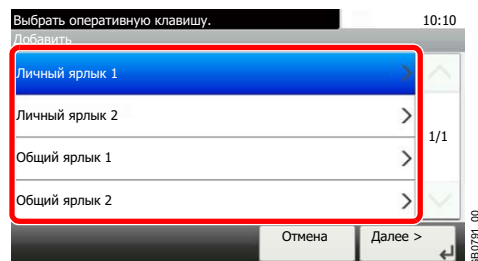 Выбрать оперативную клавишу. 10:10
Добавить
Личный ярлык 1
Личный ярлык 2
1/1
Общий ярлык 1
Общий ярлык 2
Отмена Далее >
GB0791_00